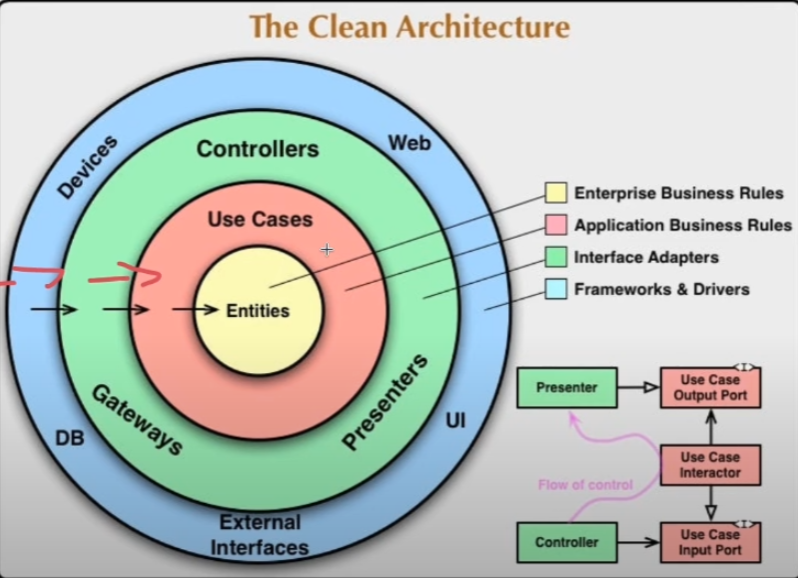 The Clean Architecture
Devices
Web
Controllers
Use Cases
Entities
Gateways
Presenters
DB
UI
External
Interfaces
Enterprise Business Rules
Application Business Rules
Interface Adapters
Frameworks & Drivers
Presenter
Use Case
Output Port
Use Case
Interactor
Flow of control
Controller
Use Case
Input Port